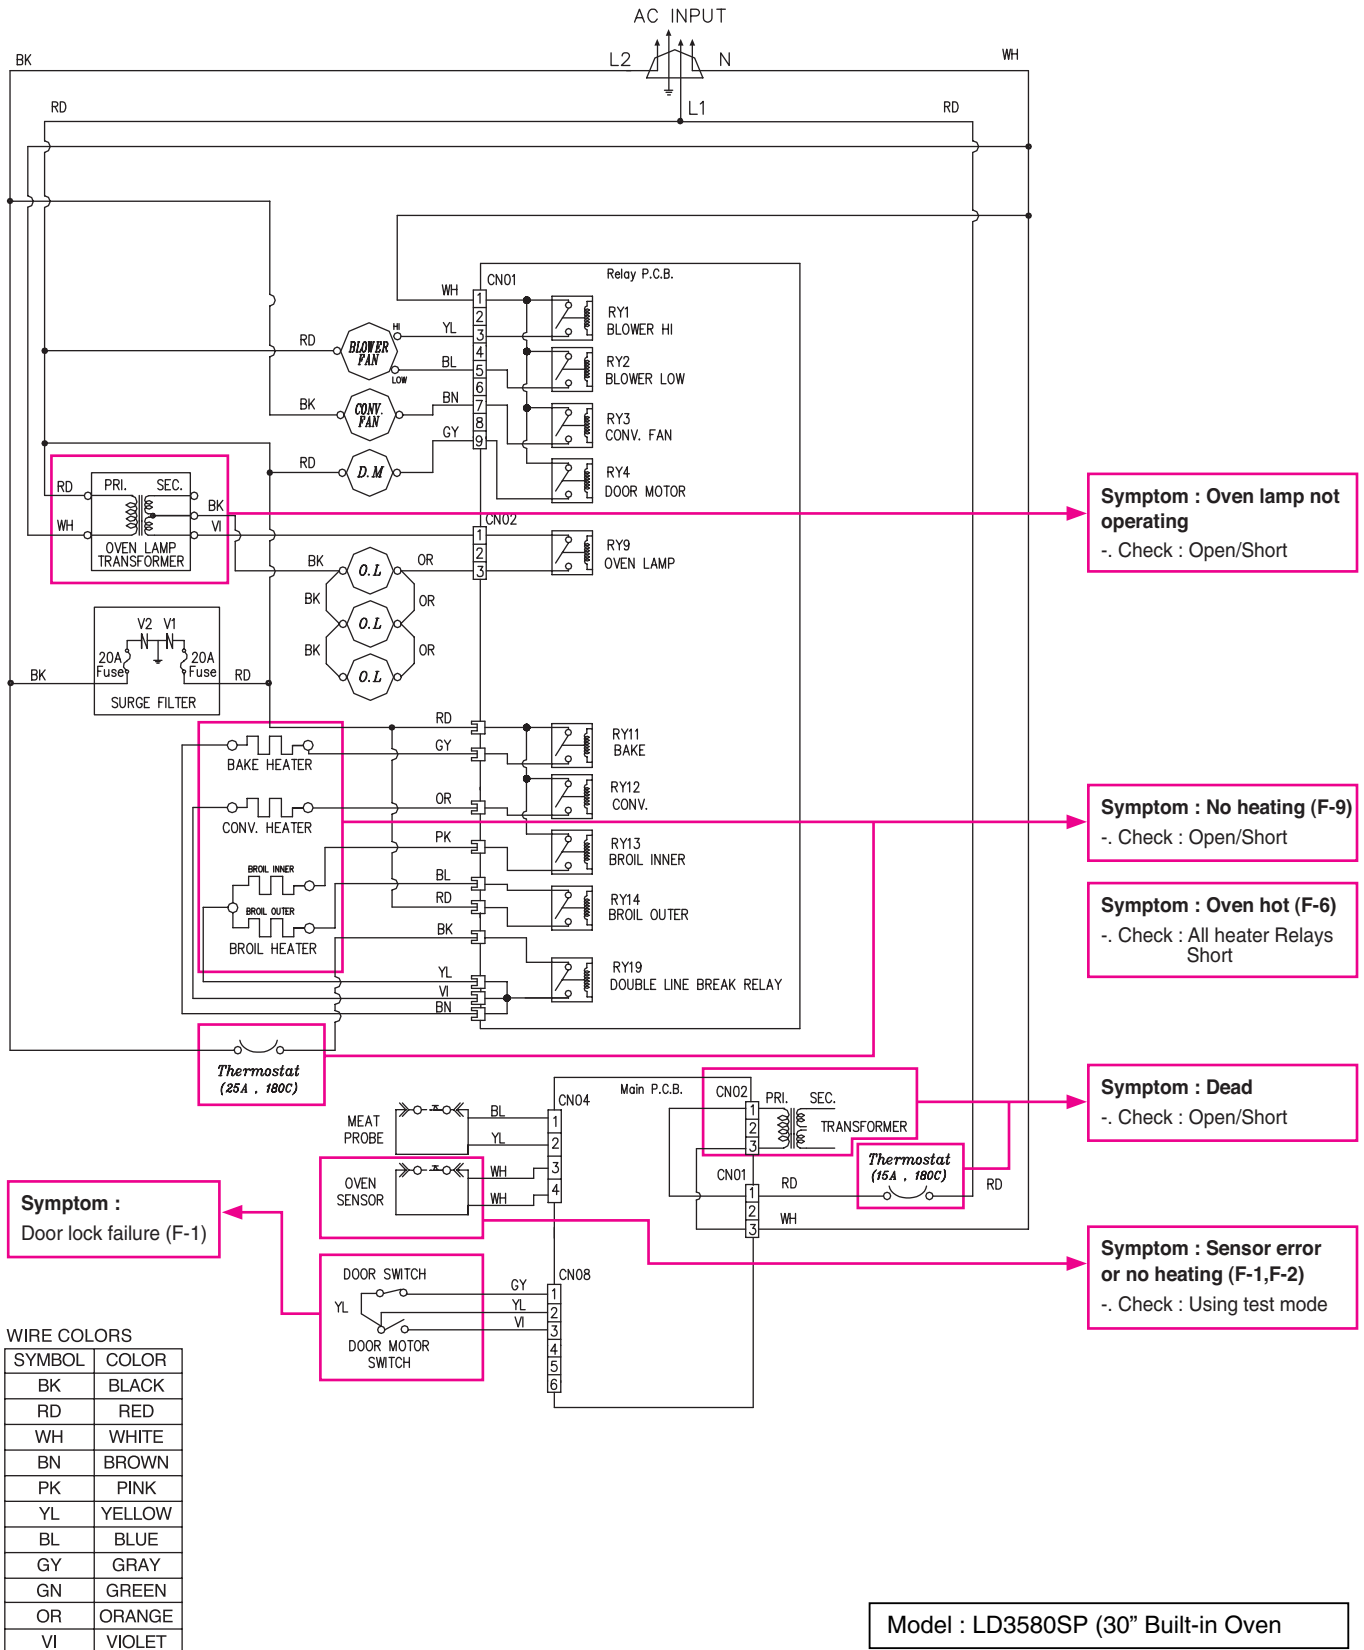 AC INPUT
BK
L2
N
WH
RD
L1
RD
Relay P.C.B.
CN01
WH
1
2
3
4
5
6
7
8
9
RY1
BLOWER HI
RD
BLOWER
FAN
HI
LOW
YL
BL
RY2
BLOWER LOW
BK
CONV.
FAN
BN
RY3
CONV. FAN
GY
RD
D.M
RY4
DOOR MOTOR
RD
PRI.
SEC.
BK
WH
VI
OVEN LAMP
TRANSFORMER
CN02
1
2
3
RY9
OVEN LAMP
BK
O.L
OR
BK
OR
O.L
BK
OR
O.L
Symptom : Oven lamp not
operating
-. Check : Open/Short
V2
V1
20A
Fuse
20A
Fuse
BK
RD
SURGE FILTER
RD
GY
RY11
BAKE
BAKE HEATER
OR
RY12
CONV.
CONV. HEATER
PK
RY13
BROIL INNER
BROIL INNER
BL
RD
RY14
BROIL OUTER
BROIL OUTER
BROIL HEATER
BK
RY19
DOUBLE LINE BREAK RELAY
YL
VI
BN
Symptom : No heating (F-9)
-. Check : Open/Short
Symptom : Oven hot (F-6)
-. Check : All heater Relays
Short
Thermostat
(25A , 180C)
Main P.C.B.
CN04
1
2
3
4
CN02
1
2
3
PRI.
SEC.
TRANSFORMER
MEAT
PROBE
BL
YL
OVEN
SENSOR
WH
WH
Thermostat
(15A , 180C)
CN01
1
2
3
RD
RD
WH
Symptom : Dead
-. Check : Open/Short
Symptom :
Door lock failure (F-1)
Symptom : Sensor error
or no heating (F-1,F-2)
-. Check : Using test mode
DOOR SWITCH
CN08
1
2
3
4
5
6
GY
YL
YL
VI
DOOR MOTOR
SWITCH
WIRE COLORS
SYMBOL COLOR
BK BLACK
RD RED
WH WHITE
BN BROWN
PK PINK
YL YELLOW
BL BLUE
GY GRAY
GN GREEN
OR ORANGE
VI VIOLET
Model : LD3580SP (30” Built-in Oven